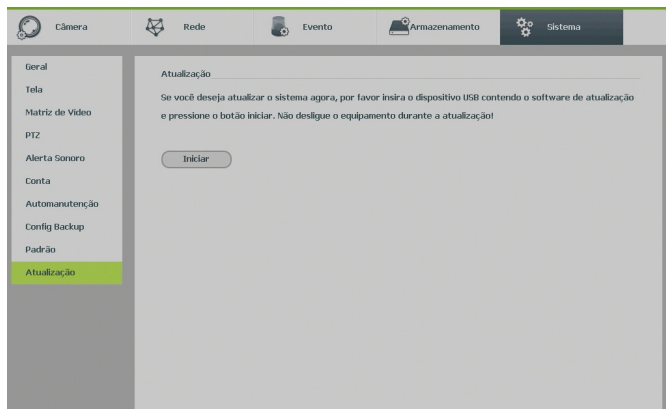 Câmera
Rede
Evento
Armazenamento
Sistema
Geral
Tela
Matriz de Vídeo
PTZ
Alerta Sonoro
Conta
Automanutenção
Config Backup
Padrão
Atualização
Atualização
Se você deseja atualizar o sistema agora, por favor insira o dispositivo USB contendo o software de atualização
e pressione o botão iniciar. Não desligue o equipamento durante a atualização!
Iniciar